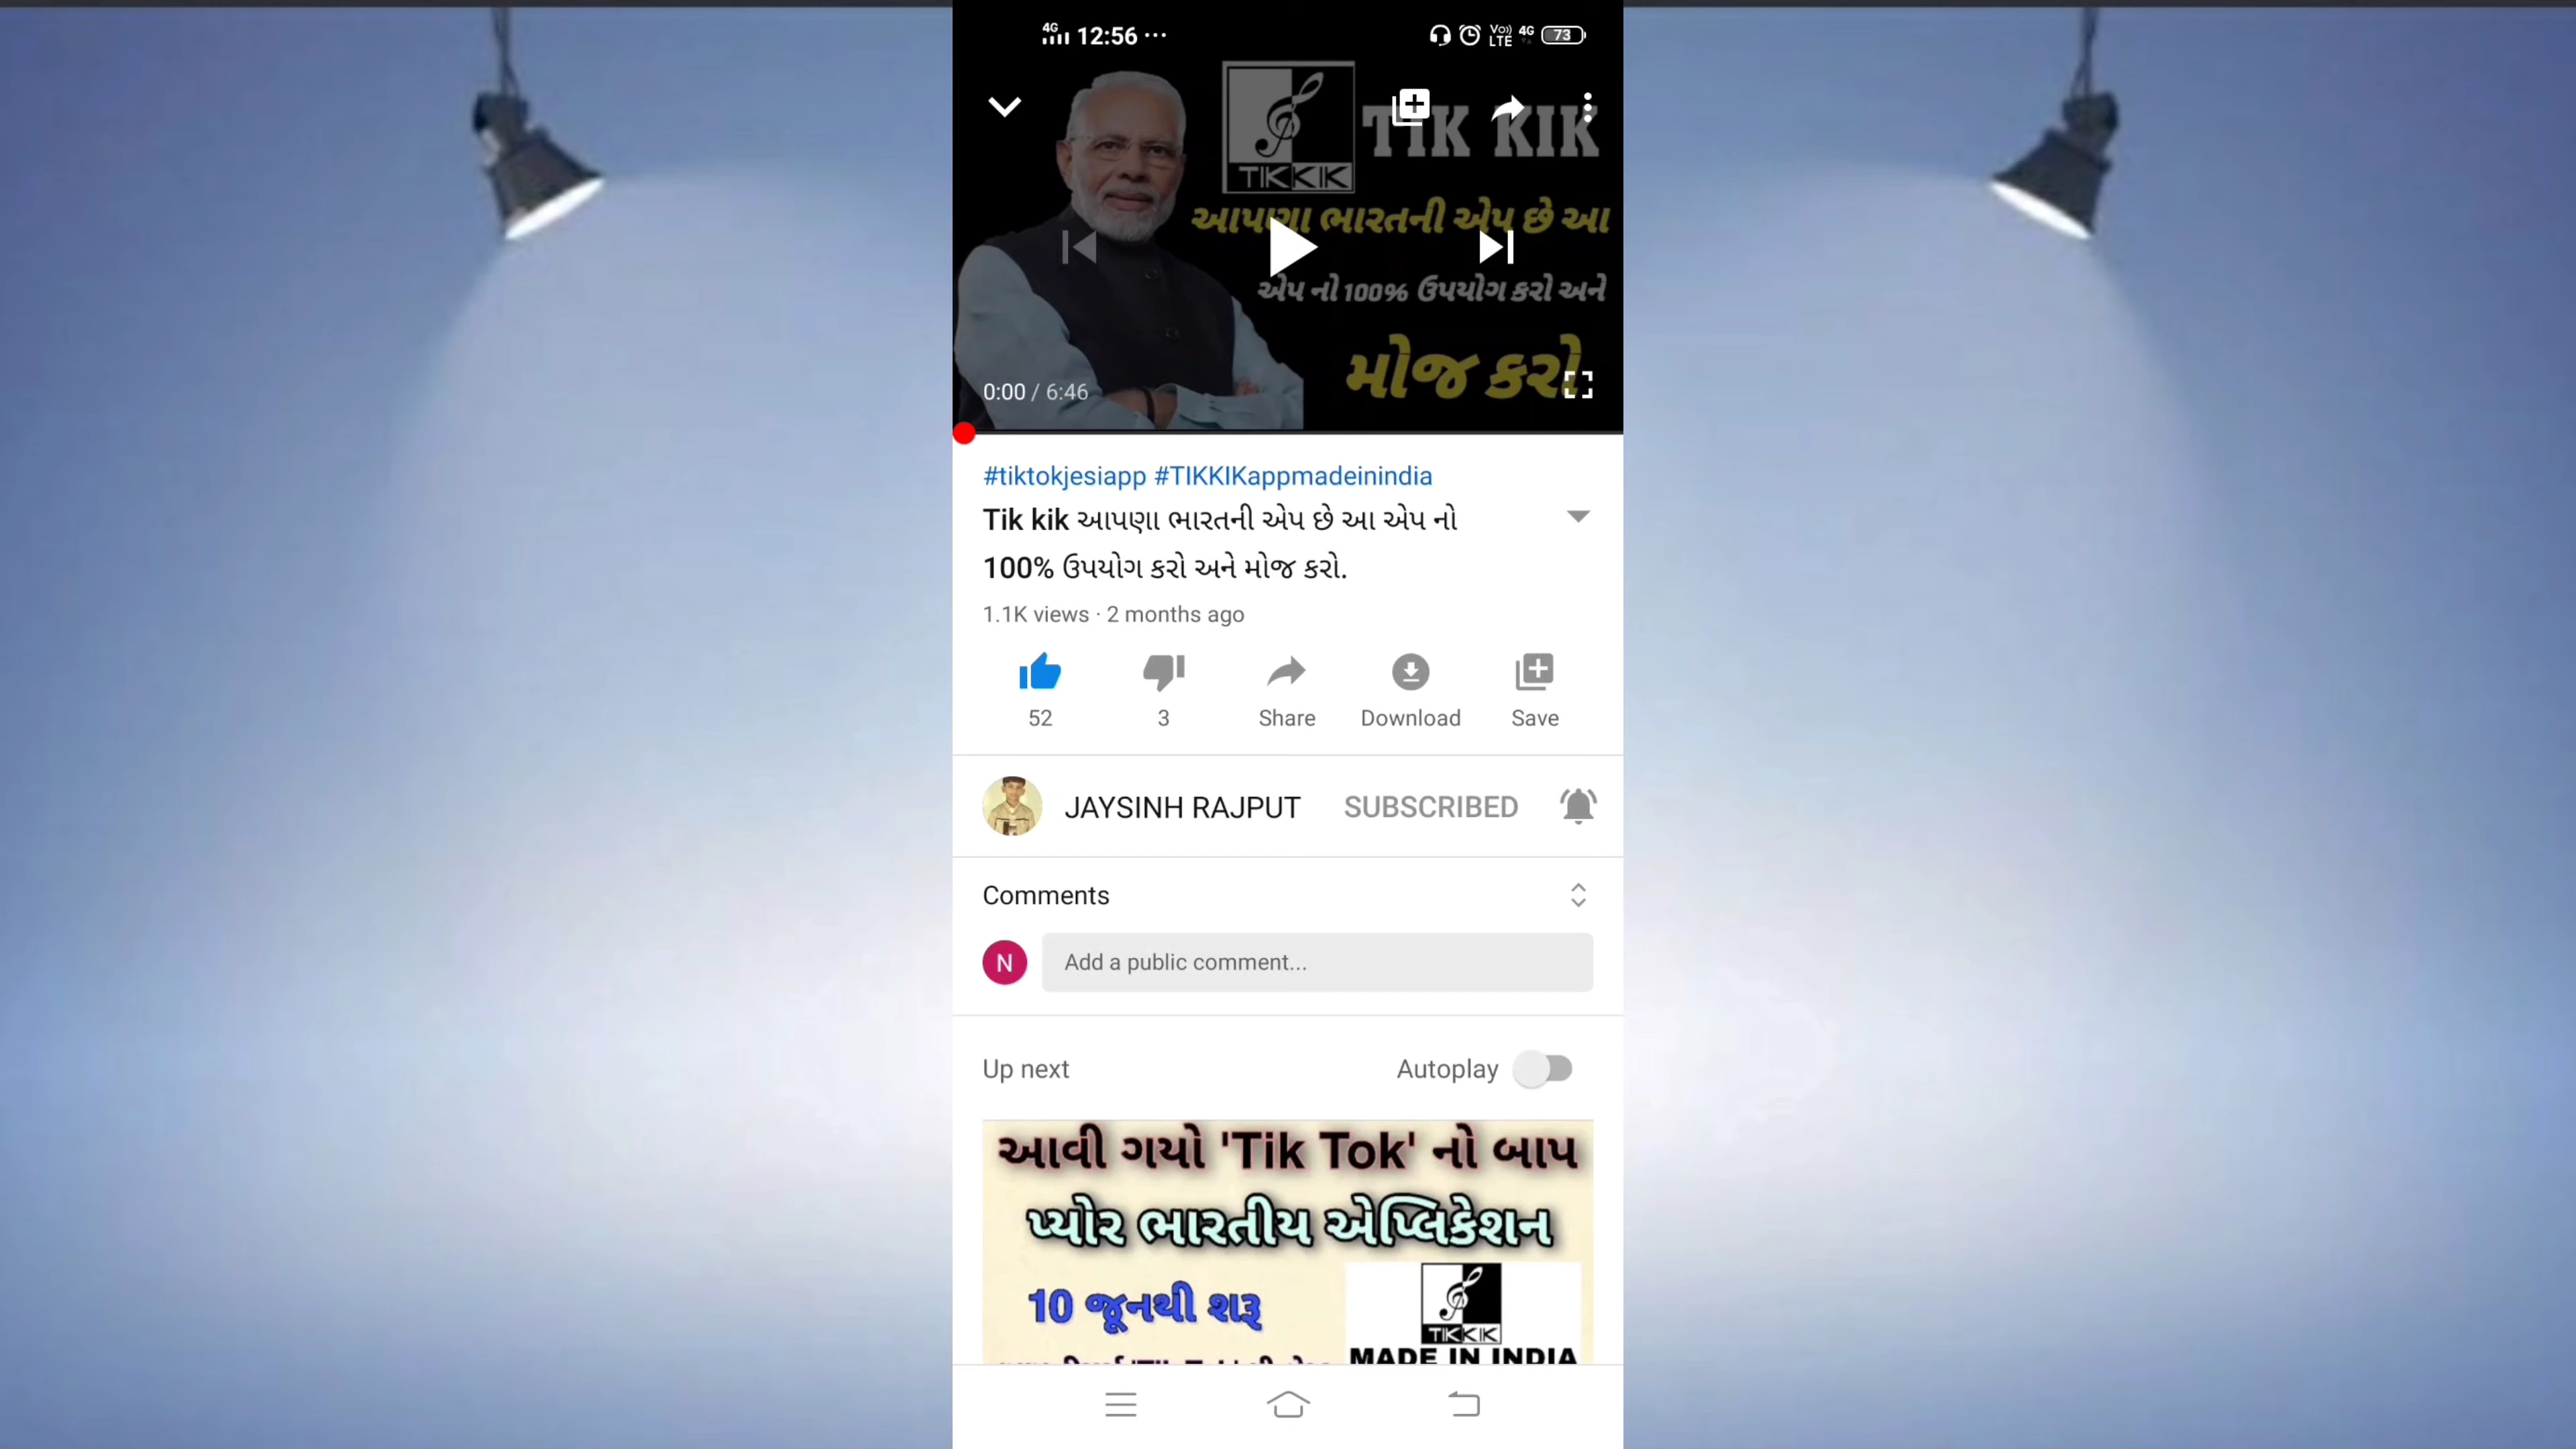 4G 12:56 ··· Vo)) LTE 4G 73
TIK KIK
TIKKIK
આપણા ભારતની એપ છે આ
એપ નો 100% ઉપયોગ કરો અને
મોજ કરો
0:00 / 6:46
#tiktokjesiapp #TIKKIKappmadeinindia
Tik kik આપણા ભારતની એપ છે આ એપ નો
100% ઉપયોગ કરો અને મોજ કરો.
1.1K views · 2 months ago
52 3 Share Download Save
JAYSINH RAJPUT SUBSCRIBED
Comments
N Add a public comment...
Up next Autoplay
આવી ગયો 'Tik Tok' નો બાપ
પ્યોર ભારતીય એપ્લિકેશન
10 જૂનથી શરૂ
TIKKIK
MADE IN INDIA